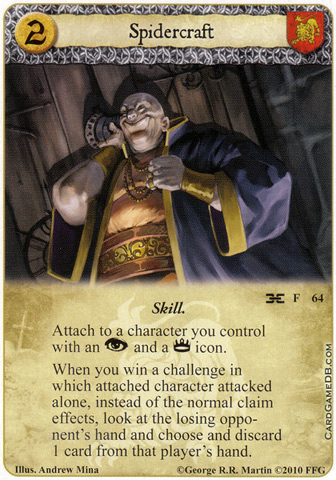 2
Spidercraft
F 64
Skill.
Attach to a character you control
with an and a icon.
When you win a challenge in
which attached character attacked
alone, instead of the normal claim
effects, look at the losing oppo-
nent's hand and choose and discard
1 card from that player's hand.
Illus. Andrew Mina ©George R.R. Martin ©2010 FFG
CARDGAMEDB.COM